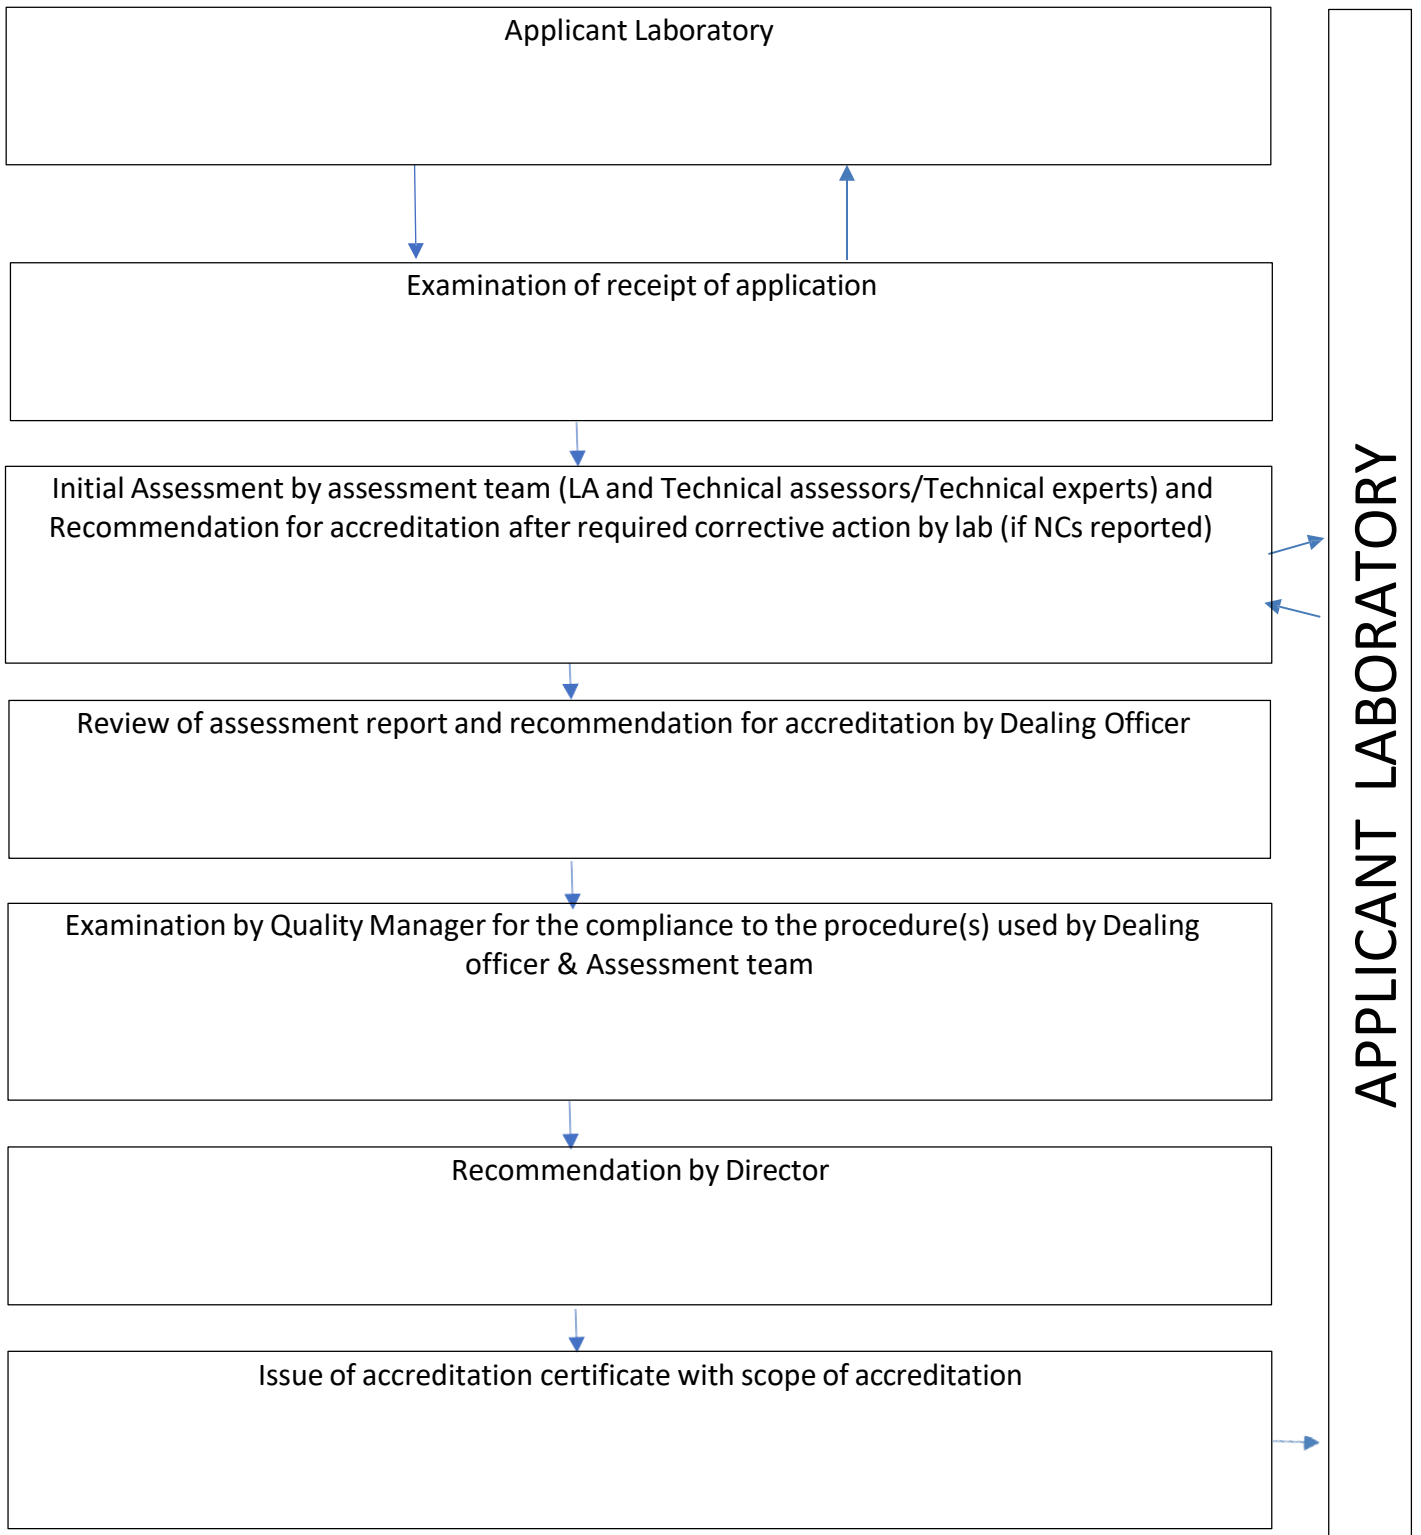 Applicant Laboratory
Examination of receipt of application
Initial Assessment by assessment team (LA and Technical assessors/Technical experts) and
Recommendation for accreditation after required corrective action by lab (if NCs reported)
Review of assessment report and recommendation for accreditation by Dealing Officer
Examination by Quality Manager for the compliance to the procedure(s) used by Dealing
officer & Assessment team
Recommendation by Director
Issue of accreditation certificate with scope of accreditation
APPLICANT LABORATORY